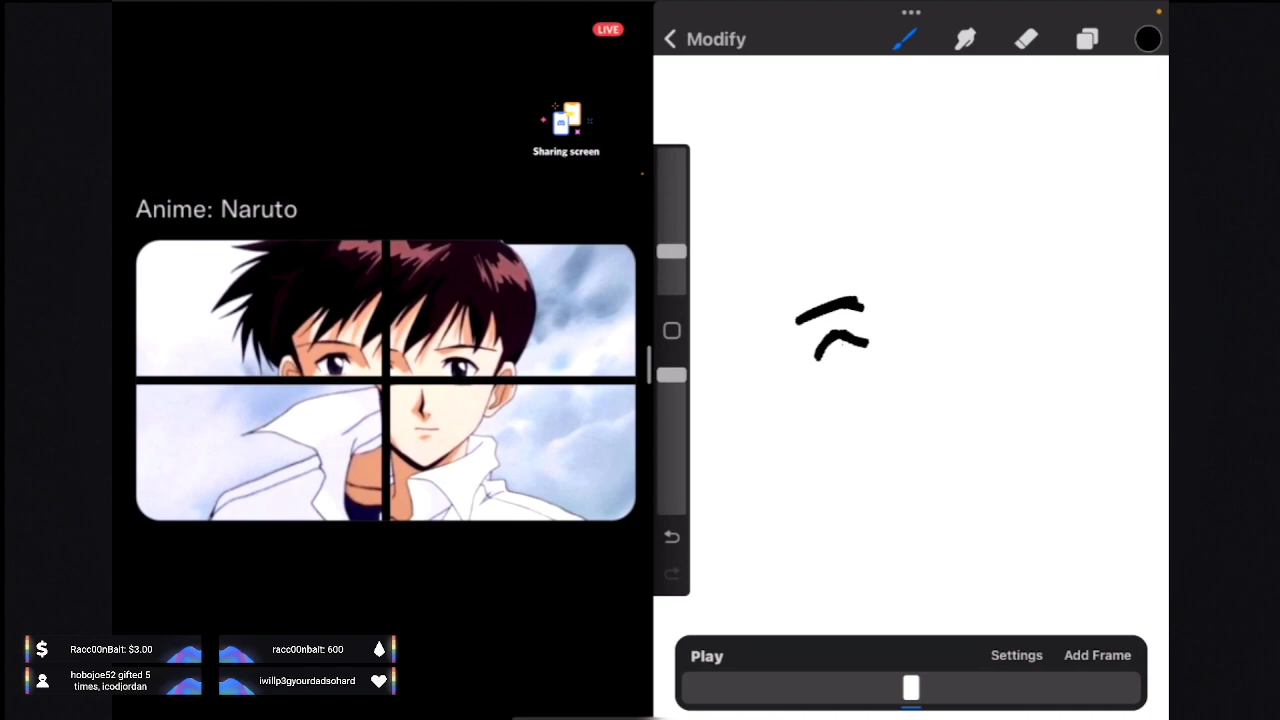 LIVE
Modify
Sharing screen
Anime: Naruto
Play
Settings
Add Frame
$ Racc00nBait: $3.00
racc00nbait: 600
hobojoe52 gifted 5
times, icodjordan
iwillp3gyourdadsohard